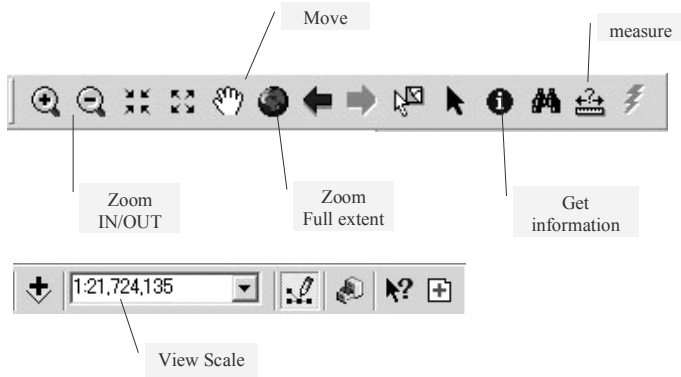 Move
measure
Zoom
IN/OUT
Zoom
Full extent
Get
information
1:21,724,135
View Scale